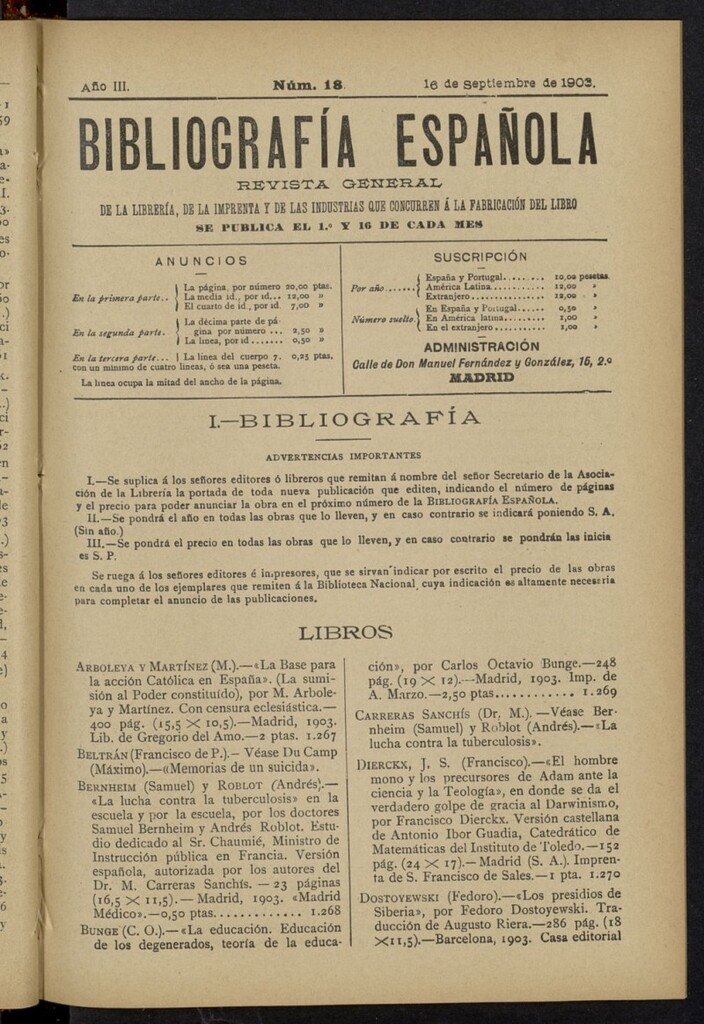 Año III.
Núm. 18.
16 de Septiembre de 1903.
BIBLIOGRAFÍA ESPAÑOLA
REVISTA GENERAL
DE LA LIBRERÍA, DE LA IMPRENTA Y DE LAS INDUSTRIAS QUE CONCURREN Á LA FABRICACIÓN DEL LIBRO
SE PUBLICA EL 1.º Y 16 DE CADA MES
ANUNCIOS
En la primera parte.. La página, por número 20,00 ptas.
La media id., por id... 12,00 »
El cuarto de id., por id. 7,00 »
En la segunda parte. La décima parte de pá-
gina por número ... 2,50 »
La línea, por id....... 0,50 »
En la tercera parte... La línea del cuerpo 7. 0,25 ptas.
con un mínimo de cuatro líneas, ó sea una peseta.
La línea ocupa la mitad del ancho de la página.
SUSCRIPCIÓN
Por año....... España y Portugal........ 10,00 pesetas.
América Latina........... 12,00 »
Extranjero............... 12,00 »
Número suelto. En España y Portugal..... 0,50 »
En América latina........ 1,00 »
En el extranjero........... 1,00 »
ADMINISTRACIÓN
Calle de Don Manuel Fernández y González, 15, 2.º
MADRID
I.—BIBLIOGRAFÍA
ADVERTENCIAS IMPORTANTES
I.—Se suplica á los señores editores ó libreros que remitan á nombre del señor Secretario de la Asocia-
ción de la Librería la portada de toda nueva publicación que editen, indicando el número de páginas
y el precio para poder anunciar la obra en el próximo número de la BIBLIOGRAFÍA ESPAÑOLA.
II.—Se pondrá el año en todas las obras que lo lleven, y en caso contrario se indicará poniendo S. A.
(Sin año.)
III.—Se pondrá el precio en todas las obras que lo lleven, y en caso contrario se pondrán las inicia
es S. P.
Se ruega á los señores editores é impresores, que se sirvan indicar por escrito el precio de las obras
en cada uno de los ejemplares que remiten á la Biblioteca Nacional, cuya indicación es altamente necesaria
para completar el anuncio de las publicaciones.
LIBROS
ARBOLEYA Y MARTÍNEZ (M.).—«La Base para
la acción Católica en España». (La sumi-
sión al Poder constituído), por M. Arbole-
ya y Martínez. Con censura eclesiástica.—
400 pág. (15,5 × 10,5).—Madrid, 1903.
Lib. de Gregorio del Amo.—2 ptas. 1.267
BELTRÁN (Francisco de P.).— Véase Du Camp
(Máximo).—«Memorias de un suicida».
BERNHEIM (Samuel) y ROBLOT (Andrés).—
«La lucha contra la tuberculosis» en la
escuela y por la escuela, por los doctores
Samuel Bernheim y Andrés Roblot. Estu-
dio dedicado al Sr. Chaumié, Ministro de
Instrucción pública en Francia. Versión
española, autorizada por los autores del
Dr. M. Carreras Sanchís. — 23 páginas
(16,5 × 11,5).— Madrid, 1903. «Madrid
Médico».—0,50 ptas............. 1.268
BUNGE (C. O.).—«La educación. Educación
de los degenerados, teoría de la educa-
ción», por Carlos Octavio Bunge.—248
pág. (19 × 12).—Madrid, 1903. Imp. de
A. Marzo.—2,50 ptas............ 1.269
CARRERAS SANCHÍS (Dr. M.). —Véase Ber-
nheim (Samuel) y Roblot (Andrés).—«La
lucha contra la tuberculosis».
DIERCKX, J. S. (Francisco).—«El hombre
mono y los precursores de Adam ante la
ciencia y la Teología», en donde se da el
verdadero golpe de gracia al Darwinismo,
por Francisco Dierckx. Versión castellana
de Antonio Ibor Guadia, Catedrático de
Matemáticas del Instituto de Toledo.—152
pág. (24 × 17).—Madrid (S. A.). Impren-
ta de S. Francisco de Sales.—1 pta. 1.270
DOSTOYEWSKI (Fedoro).—«Los presidios de
Siberia», por Fedoro Dostoyewski. Tra-
ducción de Augusto Riera.—286 pág. (18
×11,5).—Barcelona, 1903. Casa editorial